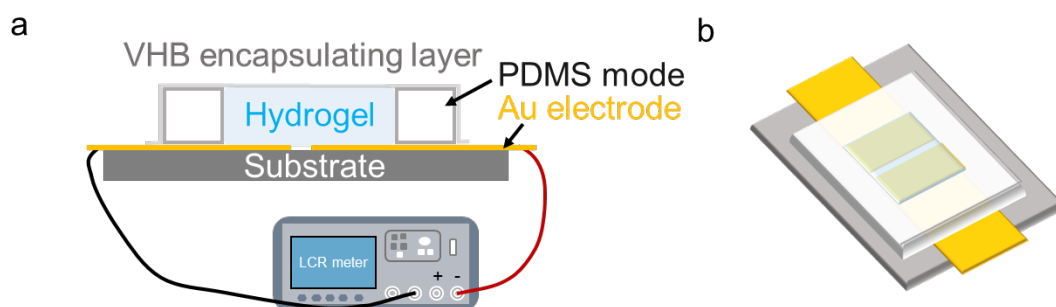 a
b
VHB encapsulating layer
PDMS mode
Au electrode
Hydrogel
Substrate
LCR meter
+ -